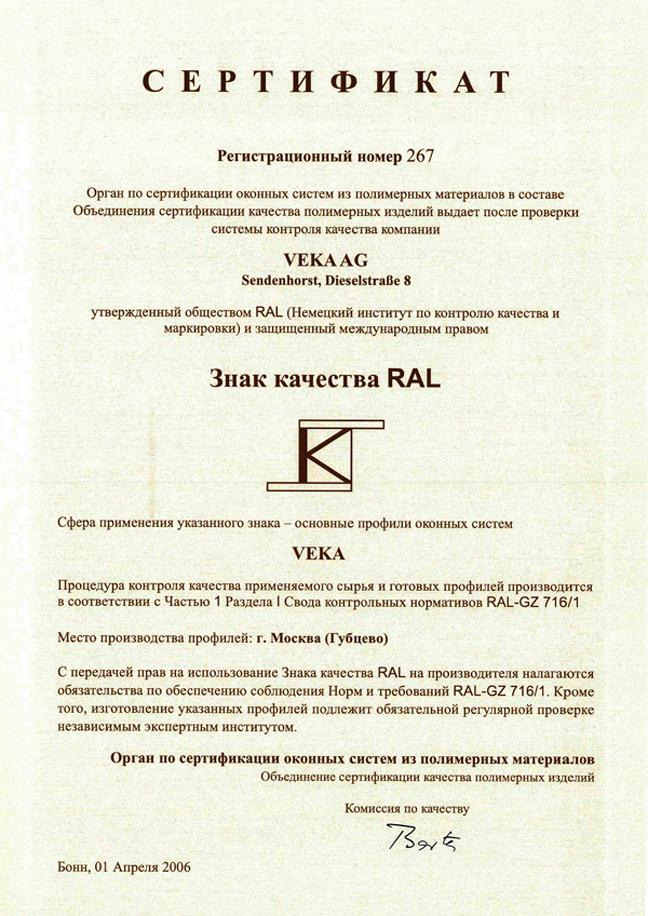 СЕРТИФИКАТ
Регистрационный номер 267
Орган по сертификации оконных систем из полимерных материалов в составе
Объединения сертификации качества полимерных изделий выдает после проверки
системы контроля качества компании
VEKA AG
Sendenhorst, Dieselstraße 8
утвержденный обществом RAL (Немецкий институт по контролю качества и
маркировки) и защищенный международным правом
Знак качества RAL
K
Сфера применения указанного знака – основные профили оконных систем
VEKA
Процедура контроля качества применяемого сырья и готовых профилей производится
в соответствии с Частью 1 Раздела I Свода контрольных нормативов RAL-GZ 716/1
Место производства профилей: г. Москва (Губцево)
С передачей прав на использование Знака качества RAL на производителя налагаются
обязательства по обеспечению соблюдения Норм и требований RAL-GZ 716/1. Кроме
того, изготовление указанных профилей подлежит обязательной регулярной проверке
независимым экспертным институтом.
Орган по сертификации оконных систем из полимерных материалов
Объединение сертификации качества полимерных изделий
Комиссия по качеству
Бонн, 01 Апреля 2006